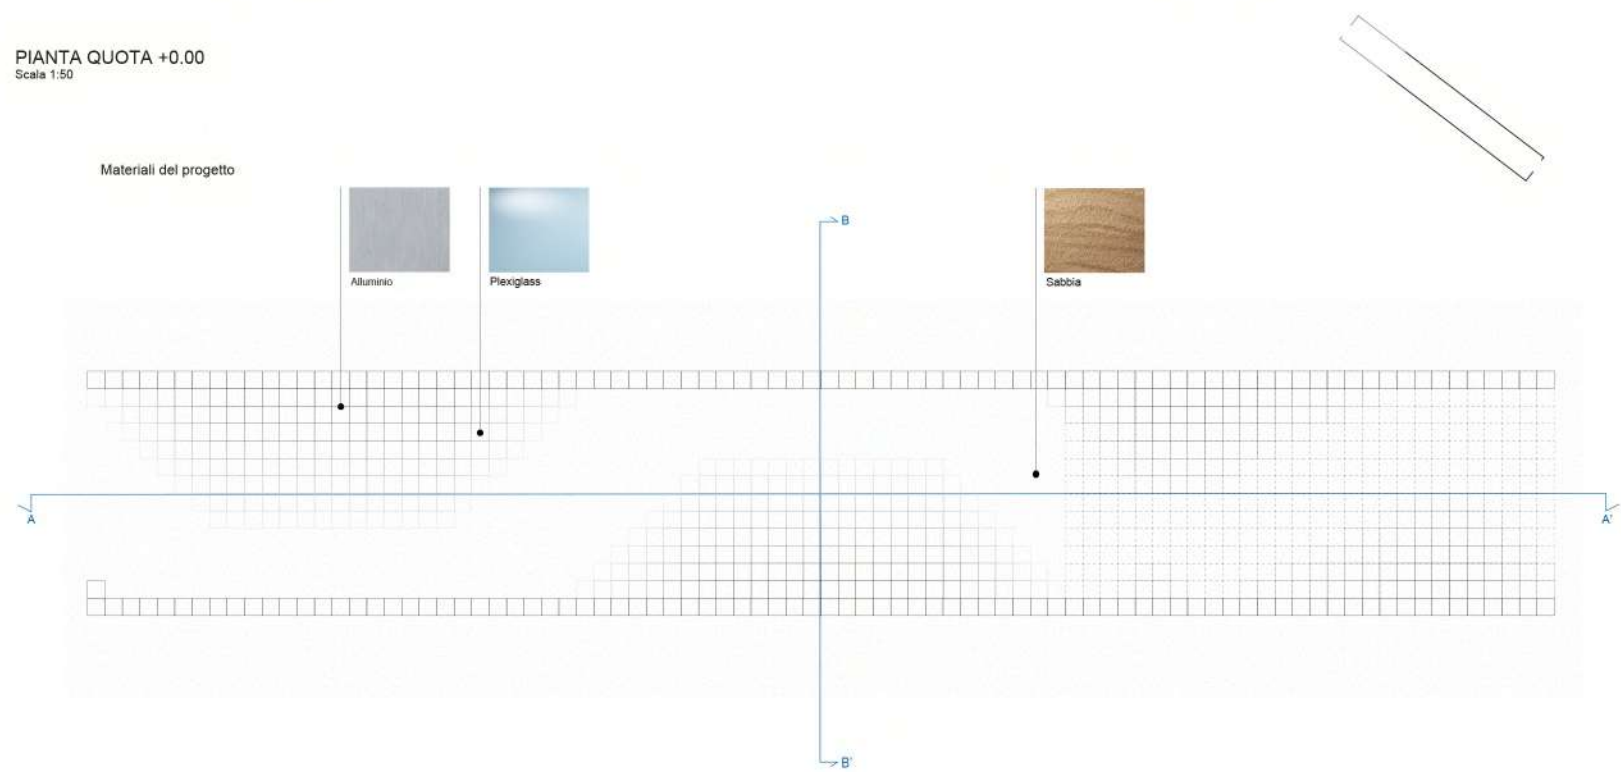 PIANTA QUOTA +0.00
Scala 1:50
Materiali del progetto
B
Alluminio
Plexiglass
Sabbia
A
A'
B'